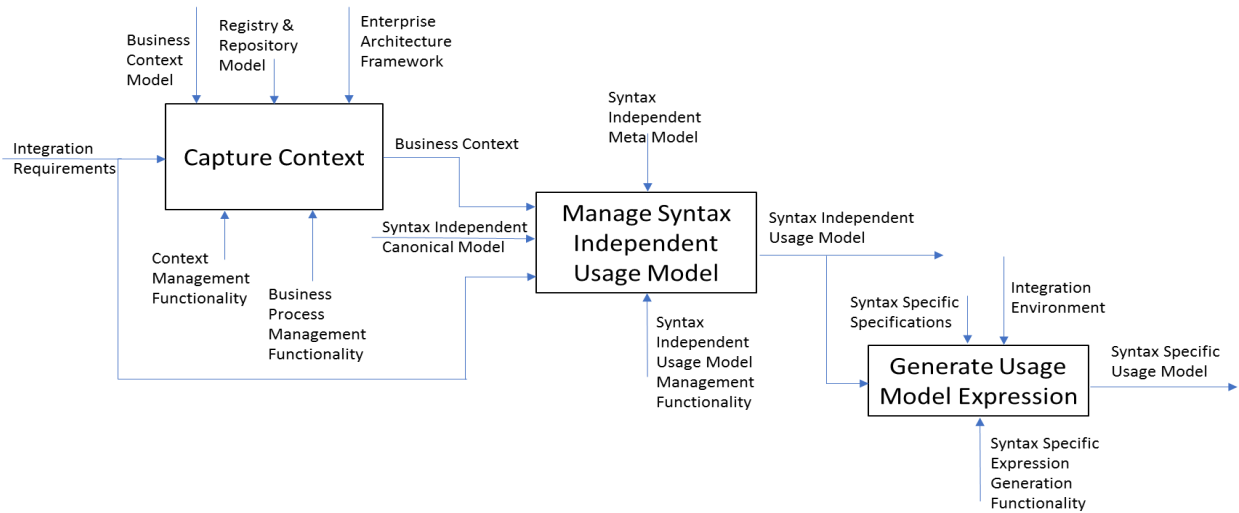 Business
Context
Model
Registry &
Repository
Model
Enterprise
Architecture
Framework
Integration
Requirements
Capture Context
Business Context
Context
Management
Functionality
Business
Process
Management
Functionality
Syntax Independent
Canonical Model
Syntax
Independent
Meta Model
Manage Syntax
Independent
Usage Model
Syntax
Independent
Usage Model
Management
Functionality
Syntax Independent
Usage Model
Syntax Specific
Specifications
Integration
Environment
Generate Usage
Model Expression
Syntax Specific
Usage Model
Syntax Specific
Expression
Generation
Functionality